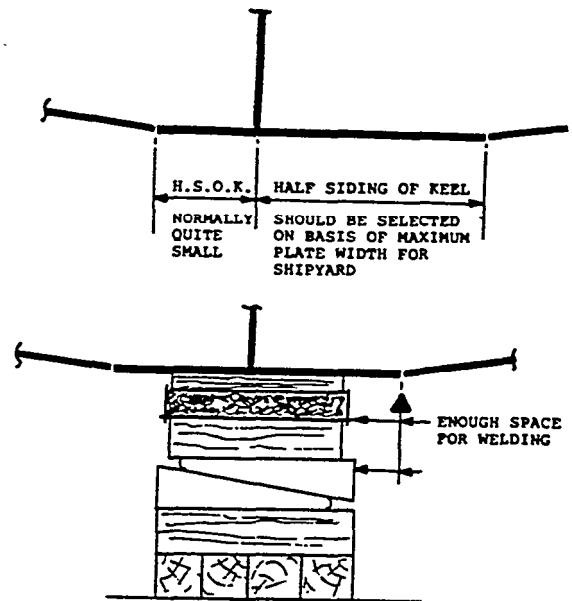 H.S.O.K. HALF SIDING OF KEEL
NORMALLY QUITE SMALL
SHOULD BE SELECTED
ON BASIS OF MAXIMUM
PLATE WIDTH FOR
SHIPYARD
ENOUGH SPACE
FOR WELDING